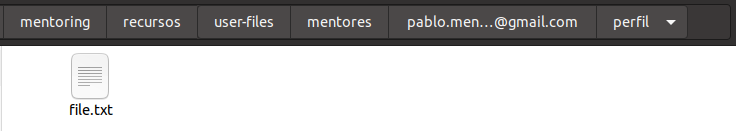 mentoring recursos user-files mentores pablo.men…@gmail.com perfil
file.txt